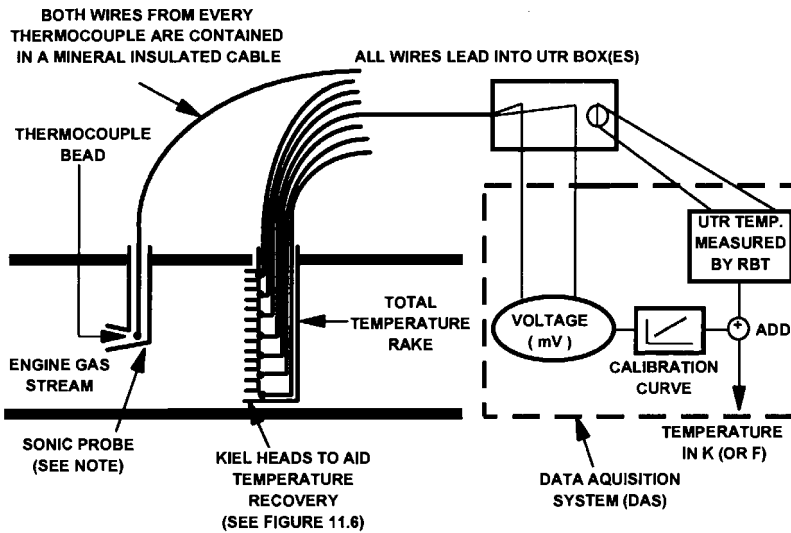 BOTH WIRES FROM EVERY
THERMOCOUPLE ARE CONTAINED
IN A MINERAL INSULATED CABLE
ALL WIRES LEAD INTO UTR BOX(ES)
THERMOCOUPLE
BEAD
UTR TEMP.
MEASURED
BY RBT
TOTAL
TEMPERATURE
RAKE
VOLTAGE
( mV )
+
ADD
CALIBRATION
CURVE
ENGINE GAS
STREAM
SONIC PROBE
(SEE NOTE)
KIEL HEADS TO AID
TEMPERATURE
RECOVERY
(SEE FIGURE 11.6)
TEMPERATURE
IN K (OR F)
DATA AQUISITION
SYSTEM (DAS)